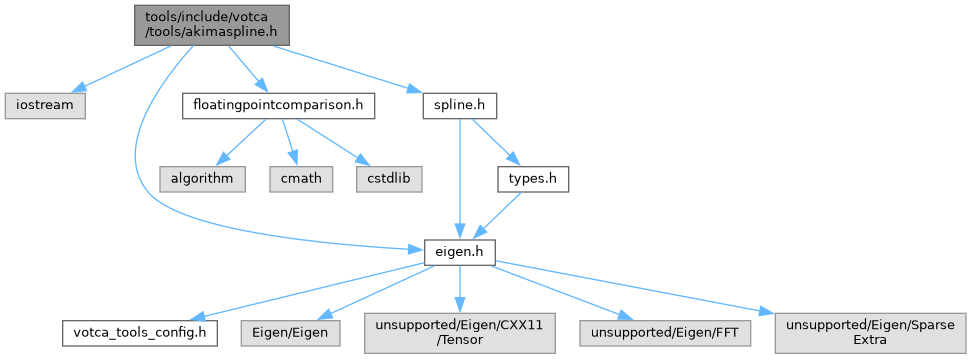 tools/include/votca
/tools/akimaspline.h
iostream
floatingpointcomparison.h
spline.h
algorithm
cmath
cstdlib
types.h
eigen.h
votca_tools_config.h
Eigen/Eigen
unsupported/Eigen/CXX11
/Tensor
unsupported/Eigen/FFT
unsupported/Eigen/Sparse
Extra